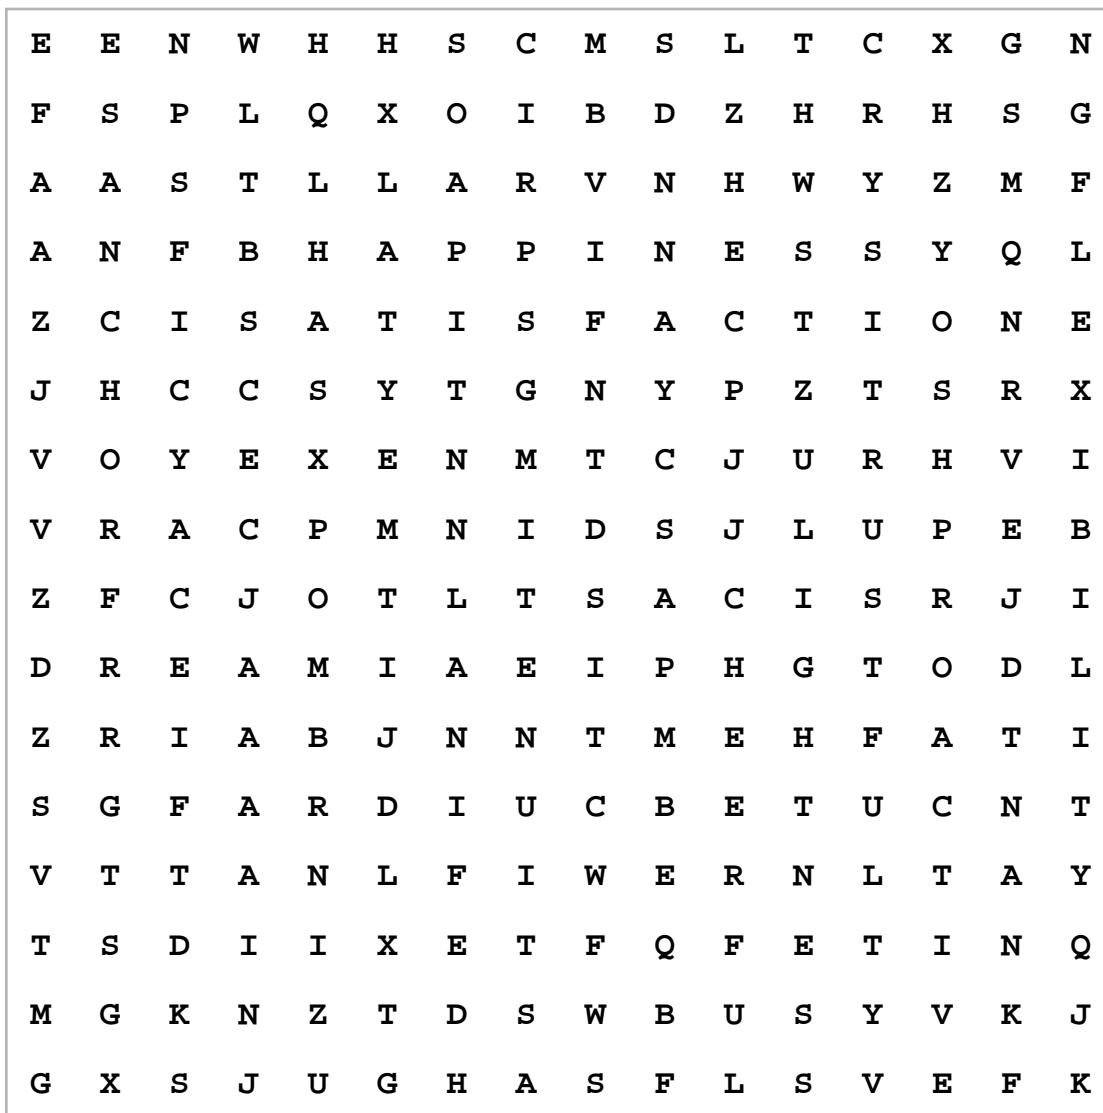 E E N W H H S C M S L T C X G N
F S P L Q X O I B D Z H R H S G
A A S T L L A R V N H W Y Z M F
A N F B H A P P I N E S S Y Q L
Z C I S A T I S F A C T I O N E
J H C C S Y T G N Y P Z T S R X
V O Y E X E N M T C J U R H V I
V R A C P M N I D S J L U P E B
Z F C J O T L T S A C I S R J I
D R E A M I A E I P H G T O D L
Z R I A B J N N T M E H F A T I
S G F A R D I U C B E T U C N T
V T T A N L F I W E R N L T A Y
T S D I I X E T F Q F E T I N Q
M G K N Z T D S W B U S Y V K J
G X S J U G H A S F L S V E F K